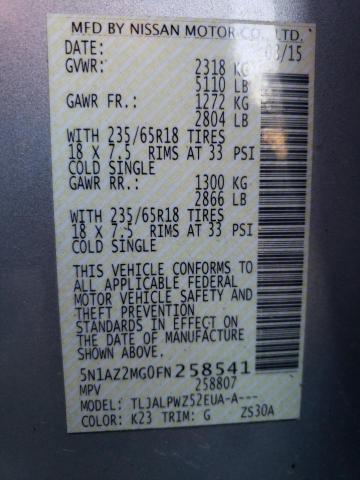 MFD BY NISSAN MOTOR CO., LTD.
DATE: 03/15
GVWR: 2318 KG
5110 LB
GAWR FR.: 1272 KG
2804 LB
WITH 235/65R18 TIRES
18 X 7.5 RIMS AT 33 PSI
COLD SINGLE
GAWR RR.: 1300 KG
2866 LB
WITH 235/65R18 TIRES
18 X 7.5 RIMS AT 33 PSI
COLD SINGLE
THIS VEHICLE CONFORMS TO
ALL APPLICABLE FEDERAL
MOTOR VEHICLE SAFETY AND
THEFT PREVENTION
STANDARDS IN EFFECT ON
THE DATE OF MANUFACTURE
SHOWN ABOVE.
5N1AZ2MG0FN258541
MPV 258807
MODEL: TLJALPWZ52EUA-A---
COLOR: K23 TRIM: G ZS30A